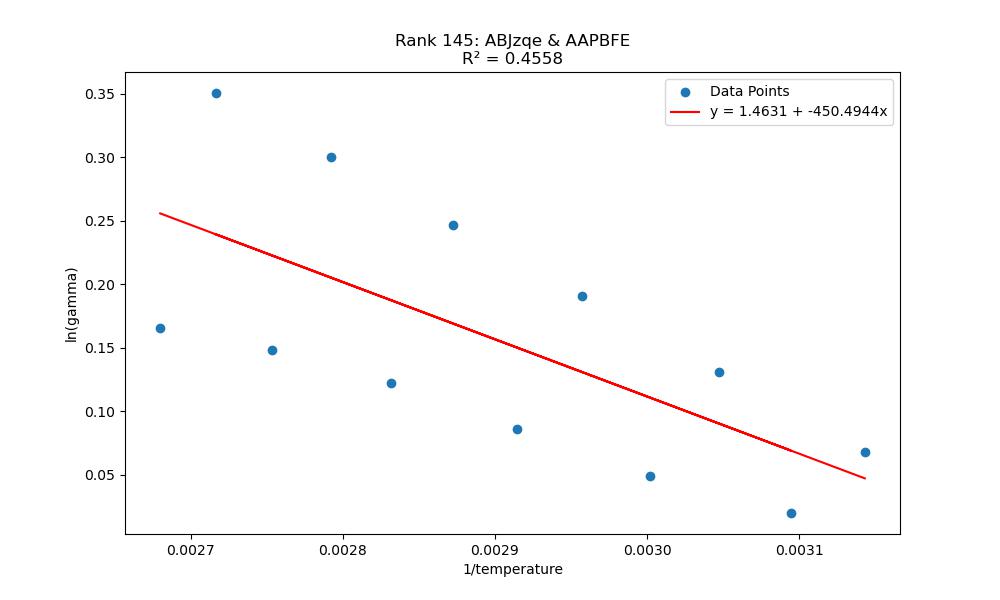 Rank 145: ABJzqe & AAPBFE
R² = 0.4558
Data Points
y = 1.4631 + -450.4944x
0.35
0.30
0.25
0.20
0.15
0.10
0.05
ln(gamma)
0.0027 0.0028 0.0029 0.0030 0.0031
1/temperature